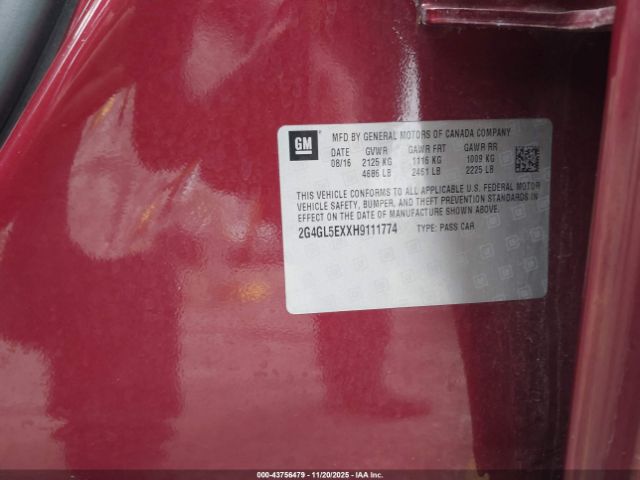 GM
MFD BY GENERAL MOTORS OF CANADA COMPANY
DATE GVWR GAWR FRT GAWR RR
08/16 2125 KG 1116 KG 1009 KG
4686 LB 2451 LB 2225 LB
THIS VEHICLE CONFORMS TO ALL APPLICABLE U.S. FEDERAL MOTOR
VEHICLE SAFETY, BUMPER, AND THEFT PREVENTION STANDARDS IN
EFFECT ON THE DATE OF MANUFACTURE SHOWN ABOVE.
2G4GL5EXXH9111774 TYPE: PASS CAR
000-43756479 - 11/20/2025 - IAA Inc.